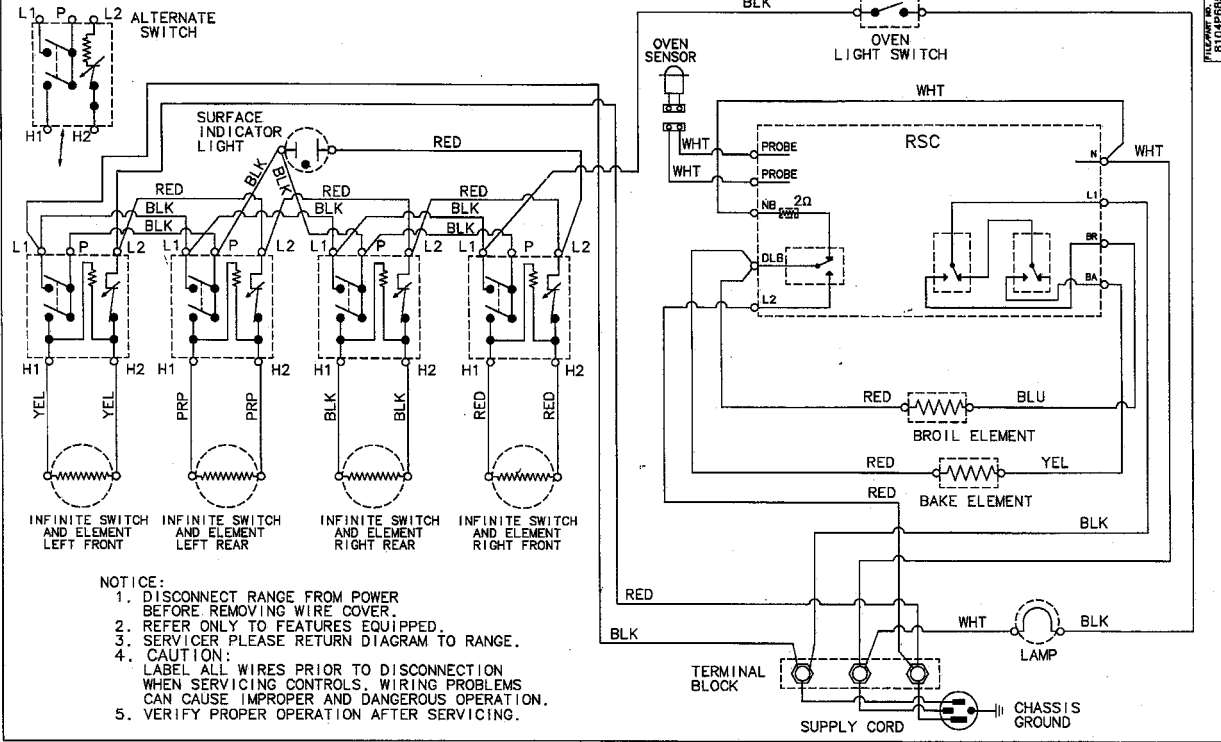 L1 P L2
ALTERNATE
SWITCH
H1 H2
BLK
OVEN
LIGHT SWITCH
OVEN
SENSOR
WHT
SURFACE
INDICATOR
LIGHT
RED
BLK
BLK
WHT
WHT
PROBE
PROBE
NB
2Ω
DLB
L2
RSC
N
L1
BR
BA
WHT
RED
BLK
BLK
RED
BLK
RED
BLK
BLK
L1 P L2
L1 P L2
L1 P L2
L1 P L2
H1 H2
H1 H2
H1 H2
H1 H2
YEL
YEL
PRP
PRP
BLK
BLK
RED
RED
RED
BLU
BROIL ELEMENT
RED
YEL
BAKE ELEMENT
RED
BLK
INFINITE SWITCH
AND ELEMENT
LEFT FRONT
INFINITE SWITCH
AND ELEMENT
LEFT REAR
INFINITE SWITCH
AND ELEMENT
RIGHT REAR
INFINITE SWITCH
AND ELEMENT
RIGHT FRONT
NOTICE:
1. DISCONNECT RANGE FROM POWER
BEFORE REMOVING WIRE COVER.
2. REFER ONLY TO FEATURES EQUIPPED.
3. SERVICER PLEASE RETURN DIAGRAM TO RANGE.
4. CAUTION:
LABEL ALL WIRES PRIOR TO DISCONNECTION
WHEN SERVICING CONTROLS. WIRING PROBLEMS
CAN CAUSE IMPROPER AND DANGEROUS OPERATION.
5. VERIFY PROPER OPERATION AFTER SERVICING.
RED
BLK
WHT
BLK
LAMP
TERMINAL
BLOCK
SUPPLY CORD
CHASSIS
GROUND